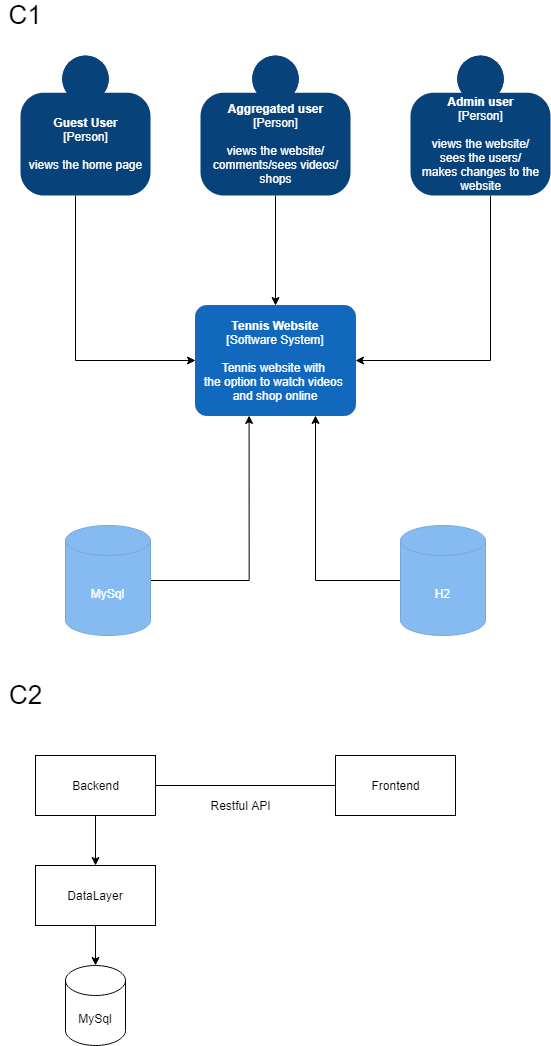 C1
Guest User
[Person]
views the home page
Aggregated user
[Person]
views the website/
comments/sees videos/
shops
Admin user
[Person]
views the website/
sees the users/
makes changes to the
website
Tennis Website
[Software System]
Tennis website with
the option to watch videos
and shop online
MySql
H2
C2
Backend
Restful API
Frontend
DataLayer
MySql